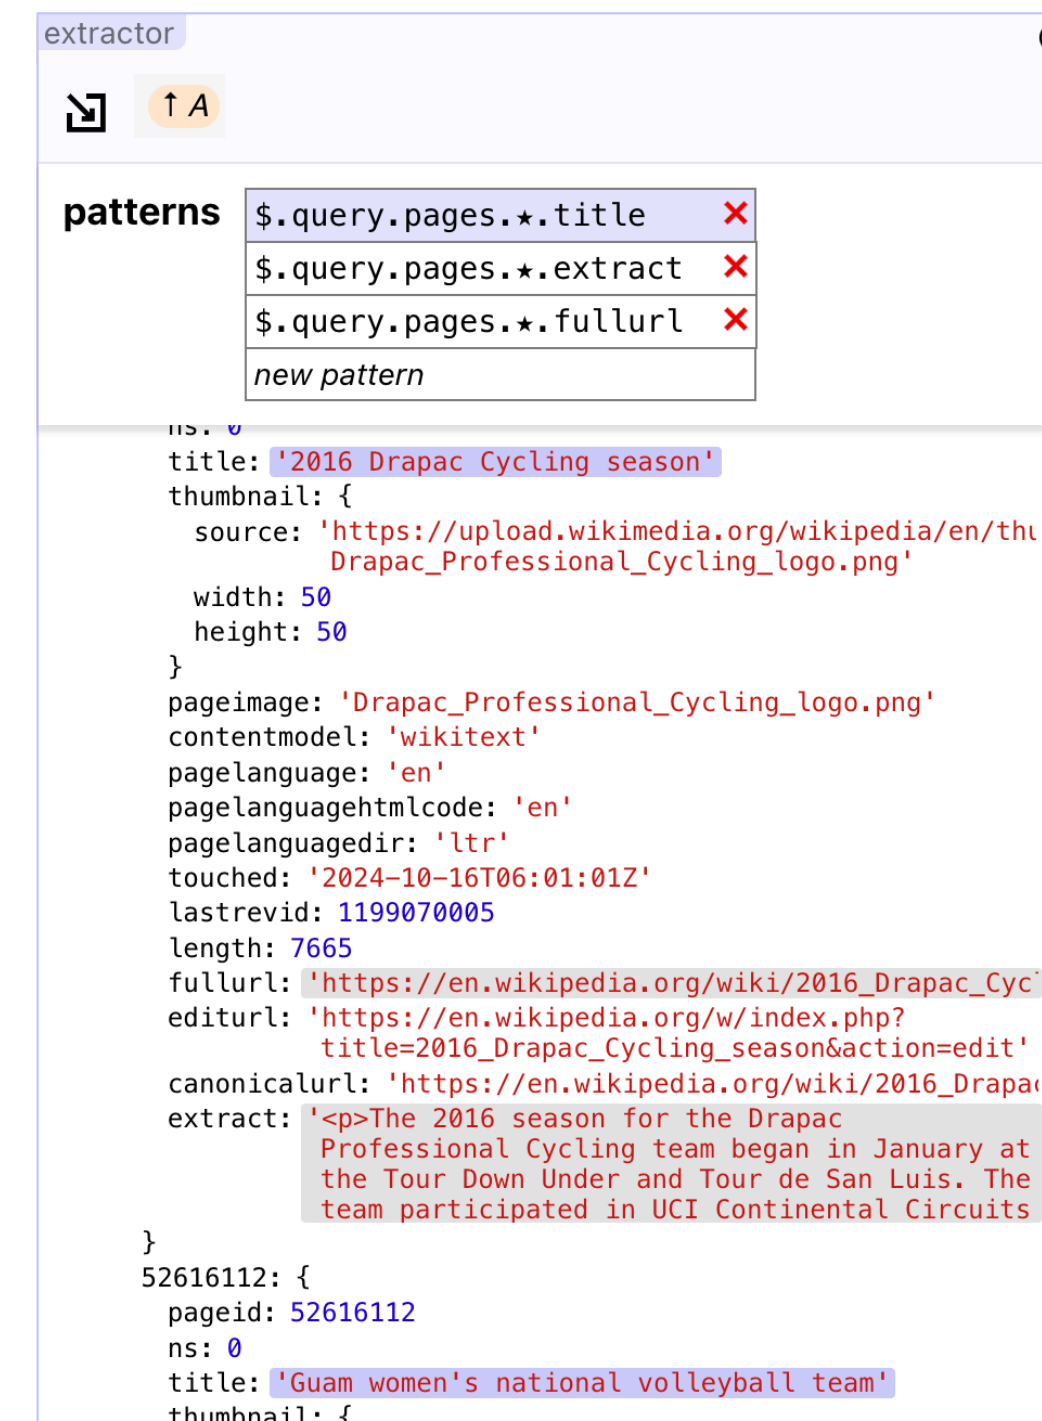 extractor
↑ A
patterns
$.query.pages.★.title ✕
$.query.pages.★.extract ✕
$.query.pages.★.fullurl ✕
new pattern
ns: 0
title: '2016 Drapac Cycling season'
thumbnail: {
source: 'https://upload.wikimedia.org/wikipedia/en/thu
Drapac_Professional_Cycling_logo.png'
width: 50
height: 50
}
pageimage: 'Drapac_Professional_Cycling_logo.png'
contentmodel: 'wikitext'
pagelanguage: 'en'
pagelanguagehtmlcode: 'en'
pagelanguagedir: 'ltr'
touched: '2024-10-16T06:01:01Z'
lastrevid: 1199070005
length: 7665
fullurl: 'https://en.wikipedia.org/wiki/2016_Drapac_Cyc
editurl: 'https://en.wikipedia.org/w/index.php?
title=2016_Drapac_Cycling_season&action=edit'
canonicalurl: 'https://en.wikipedia.org/wiki/2016_Drapa
extract: '<p>The 2016 season for the Drapac
Professional Cycling team began in January at
the Tour Down Under and Tour de San Luis. The
team participated in UCI Continental Circuits
}
52616112: {
pageid: 52616112
ns: 0
title: 'Guam women's national volleyball team'
thumbnail: {